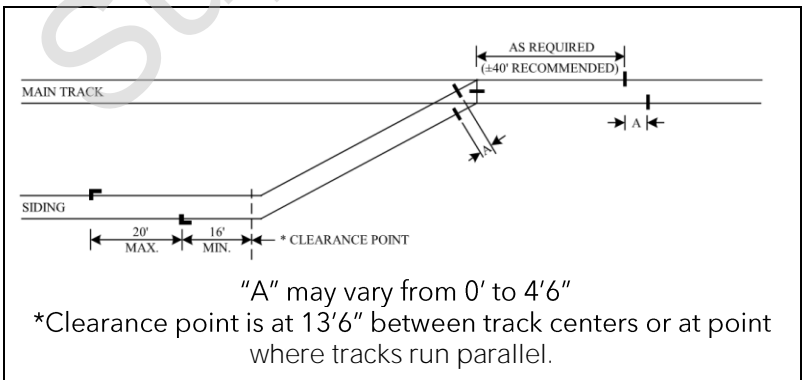 AS REQUIRED
(±40' RECOMMENDED)
MAIN TRACK
A
A
SIDING
20'
MAX.
16'
MIN.
* CLEARANCE POINT
"A" may vary from 0' to 4'6"
*Clearance point is at 13'6" between track centers or at point
where tracks run parallel.